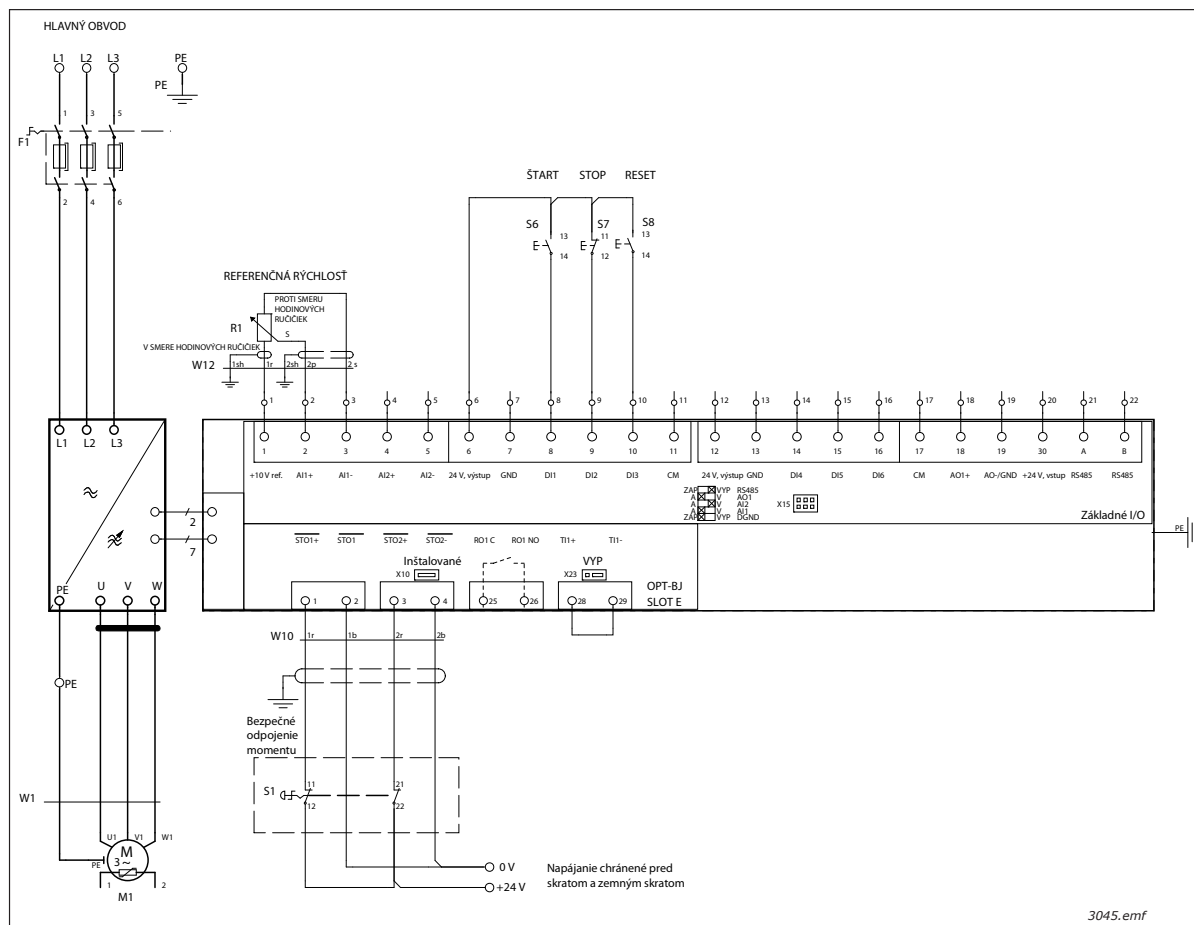 HLAVNÝ OBVOD
L1 L2 L3 PE
PE
1 3 5
F1
2 4 6
ŠTART STOP RESET
S6 S7 S8
13 11 13
14 12 14
REFERENČNÁ RÝCHLOSŤ
PROTI SMERU
HODINOVÝCH
RUČIČIEK
R1
S
V SMERE HODINOVÝCH RUČIČIEK
W12 1sh 1r 2sh 2p 2 s
1 2 3 4 5 6 7 8 9 10 11 12 13 14 15 16 17 18 19 20 21 22
L1 L2 L3
1 2 3 4 5 6 7 8 9 10 11 12 13 14 15 16 17 18 19 30 A B
+10 V ref. AI1+ AI1- AI2+ AI2- 24 V, výstup GND DI1 DI2 DI3 CM 24 V, výstup GND DI4 DI5 DI6 CM AO1+ AO-/GND +24 V, vstup RS485 RS485
ZAP VYP RS485
A V AO1
A V AI2
A V AI1
ZAP VYP DGND
X15
Základné I/O
2
7
PE
STO1+ STO1 STO2+ STO2- RO1 C RO1 NO TI1+ TI1-
Inštalované VYP
X10 X23
OPT-BJ
SLOT E
1 2 3 4 25 26 28 29
PE U V W
W10 1r 1b 2r 2b
PE
Bezpečné
odpojenie
momentu
S1
11 21
12 22
W1
U1 V1 W1
M
3 ~
PE
1 2
M1
0 V
+24 V
Napájanie chránené pred
skratom a zemným skratom
3045.emf